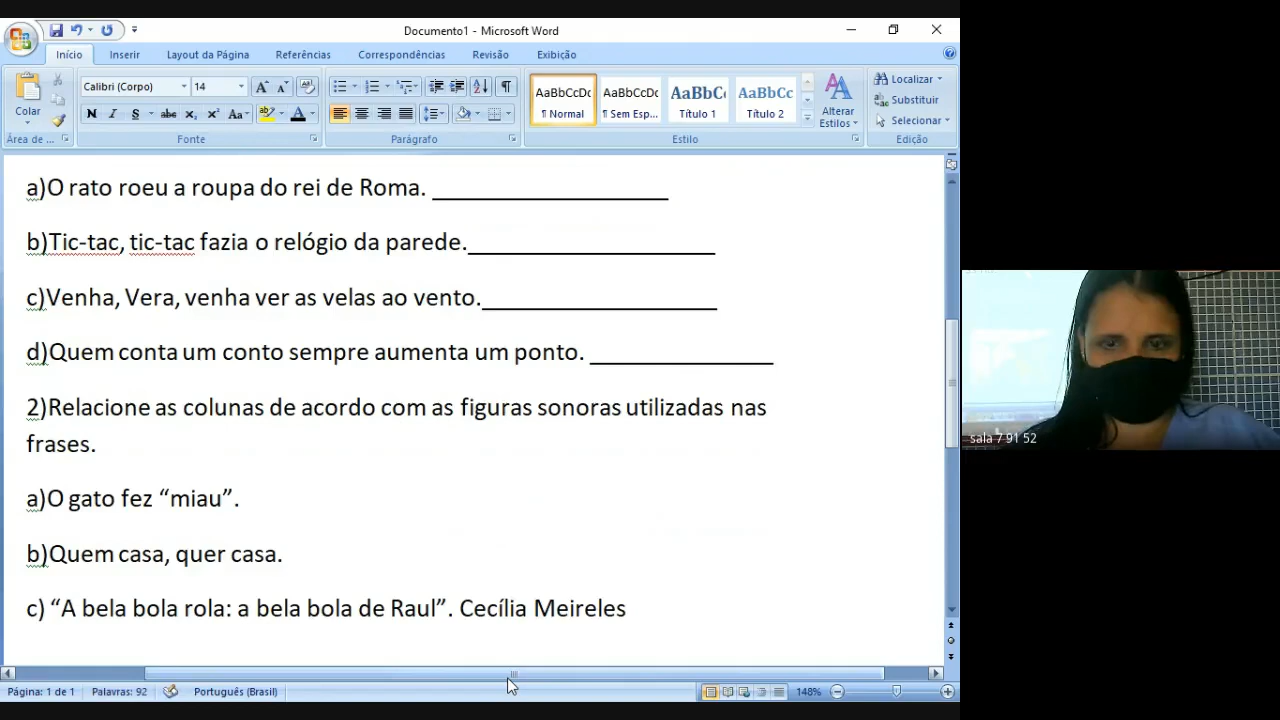 Documento1 - Microsoft Word
Início Inserir Layout da Página Referências Correspondências Revisão Exibição
Colar
Área de...
Calibri (Corpo) 14
N I S abc x₂ x² Aa
Fonte
Parágrafo
AaBbCcDc AaBbCcDc AaBbC AaBbCc
¶ Normal ¶ Sem Esp... Título 1 Título 2
Alterar Estilos
Estilo
Localizar
Substituir
Selecionar
Edição
a)O rato roeu a roupa do rei de Roma. ____________________
b)Tic-tac, tic-tac fazia o relógio da parede._____________________
c)Venha, Vera, venha ver as velas ao vento.____________________
d)Quem conta um conto sempre aumenta um ponto. ________________
2)Relacione as colunas de acordo com as figuras sonoras utilizadas nas
frases.
a)O gato fez “miau”.
b)Quem casa, quer casa.
c) “A bela bola rola: a bela bola de Raul”. Cecília Meireles
Página: 1 de 1 Palavras: 92 Português (Brasil) 148%
sala 7 91 52